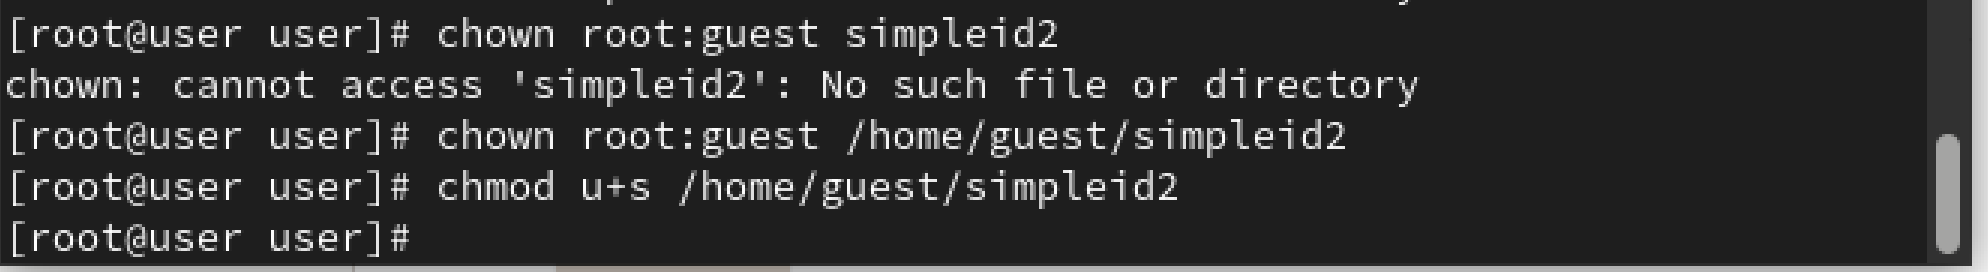 [root@user user]# chown root:guest simpleid2
chown: cannot access 'simpleid2': No such file or directory
[root@user user]# chown root:guest /home/guest/simpleid2
[root@user user]# chmod u+s /home/guest/simpleid2
[root@user user]#